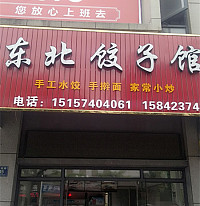 您放心上班去
东北饺子馆
手工水饺 手擀面 家常小炒
电话：15157404061 15842374